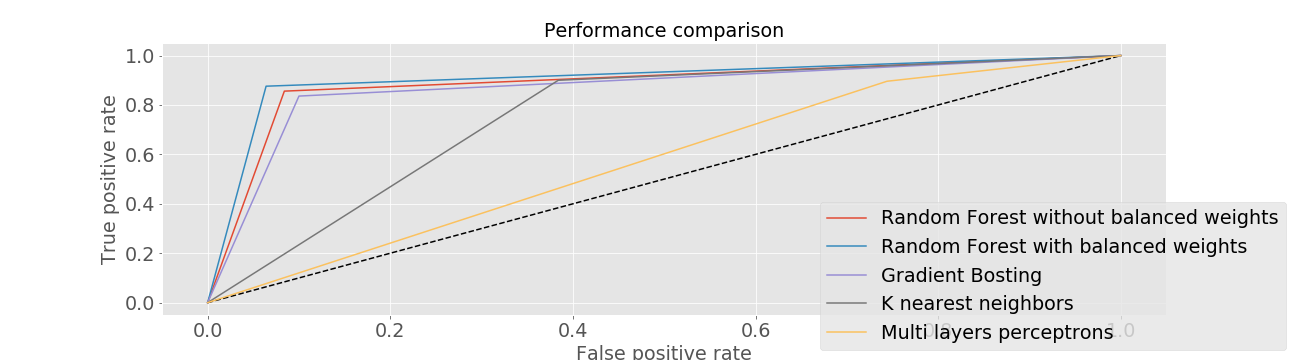 Performance comparison
1.0
0.8
0.6
0.4
0.2
0.0
True positive rate
0.0 0.2 0.4 0.6 0.8 1.0
False positive rate
Random Forest without balanced weights
Random Forest with balanced weights
Gradient Bosting
K nearest neighbors
Multi layers perceptrons